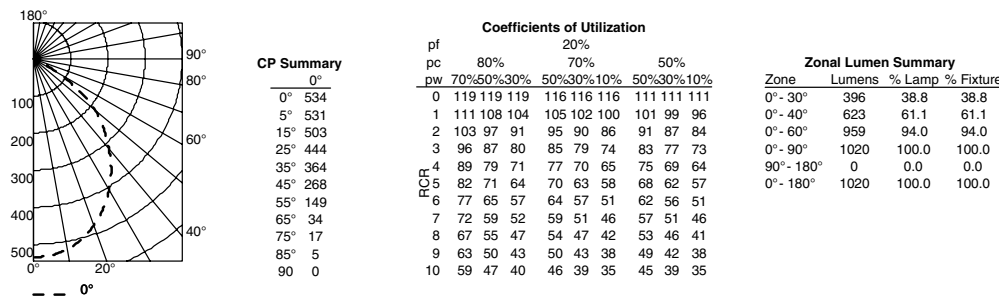 180°
90°
80°
60°
40°
100
200
300
400
500
0° 20°
0°
CP Summary
0°
0° 534
5° 531
15° 503
25° 444
35° 364
45° 268
55° 149
65° 34
75° 17
85° 5
90 0
Coefficients of Utilization
pf 20%
pc 80% 70% 50%
pw 70%50%30% 50%30%10% 50%30%10%
RCR
0 119 119 119 116 116 116 111 111 111
1 111 108 104 105 102 100 101 99 96
2 103 97 91 95 90 86 91 87 84
3 96 87 80 85 79 74 83 77 73
4 89 79 71 77 70 65 75 69 64
5 82 71 64 70 63 58 68 62 57
6 77 65 57 64 57 51 62 56 51
7 72 59 52 59 51 46 57 51 46
8 67 55 47 54 47 42 53 46 41
9 63 50 43 50 43 38 49 42 38
10 59 47 40 46 39 35 45 39 35
Zonal Lumen Summary
Zone Lumens % Lamp % Fixture
0°- 30° 396 38.8 38.8
0°- 40° 623 61.1 61.1
0°- 60° 959 94.0 94.0
0°- 90° 1020 100.0 100.0
90°- 180° 0 0.0 0.0
0°- 180° 1020 100.0 100.0